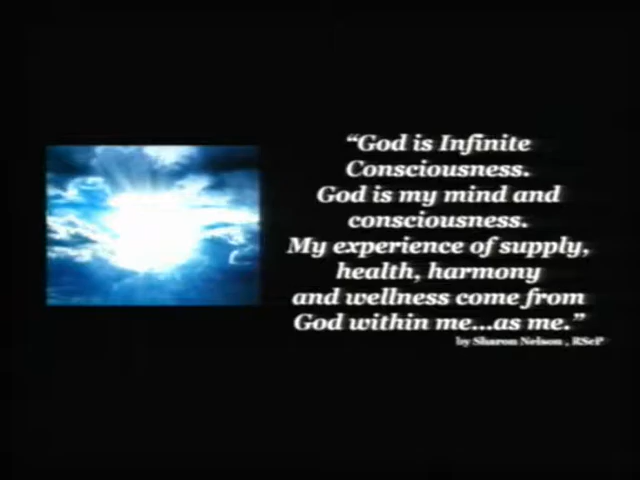 “God is Infinite
Consciousness.
God is my mind and
consciousness.
My experience of supply,
health, harmony
and wellness come from
God within me...as me.”
by Sharon Nelson , RScP